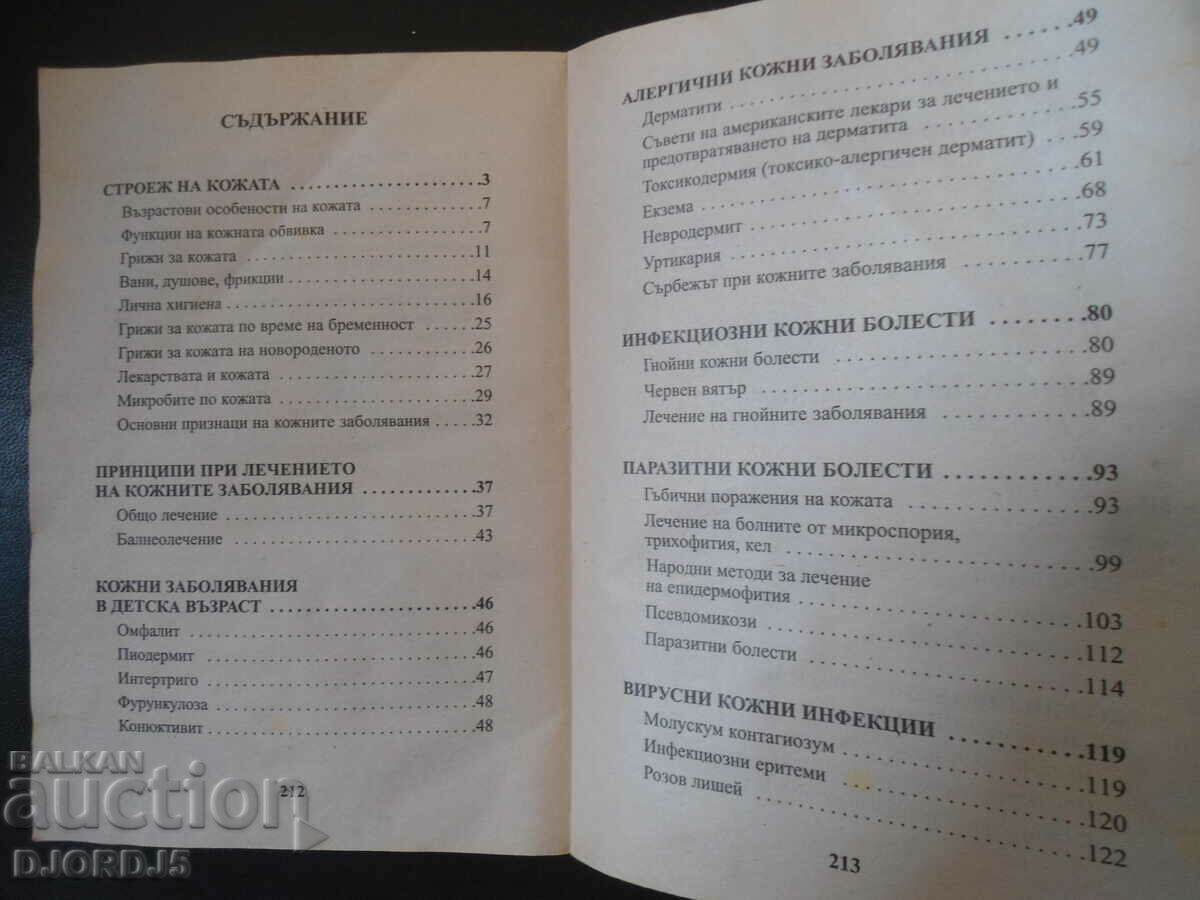 СЪДЪРЖАНИЕ
СТРОЕЖ НА КОЖАТА ......................3
Възрастови особености на кожата ............7
Функции на кожната обвивка ................7
Грижи за кожата ..........................11
Вани, душове, фрикции ....................14
Лична хигиена ............................16
Грижи за кожата по време на бременност ......25
Грижи за кожата на новороденото ............26
Лекарствата и кожата ......................27
Микробите по кожата ......................29
Основни признаци на кожните заболявания .....32
ПРИНЦИПИ ПРИ ЛЕЧЕНИЕТО
НА КОЖНИТЕ ЗАБОЛЯВАНИЯ ............37
Общо лечение ............................37
Балнеолечение ...........................43
КОЖНИ ЗАБОЛЯВАНИЯ
В ДЕТСКА ВЪЗРАСТ ......................46
Омфалит ................................46
Пиодермит ..............................46
Интертриго ..............................47
Фурункулоза .............................48
Конюктивит .............................48
212
АЛЕРГИЧНИ КОЖНИ ЗАБОЛЯВАНИЯ ......49
Дерматити ..............................49
Съвети на американските лекари за лечението и
предотвратяването на дерматита ..............55
Токсикодермия (токсико-алергичен дерматит) ....59
Екзема .................................61
Невродермит ............................68
Уртикария ..............................73
Сърбежът при кожните заболявания ...........77
ИНФЕКЦИОЗНИ КОЖНИ БОЛЕСТИ ........80
Гнойни кожни болести .....................80
Червен вятър ............................89
Лечение на гнойните заболявания .............89
ПАРАЗИТНИ КОЖНИ БОЛЕСТИ ............93
Гъбични поражения на кожата ...............93
Лечение на болните от микроспория,
трихофития, кел ..........................99
Народни методи за лечение
на епидермофития ........................103
Псевдомикози ...........................112
Паразитни болести .......................114
ВИРУСНИ КОЖНИ ИНФЕКЦИИ ............119
Молускум контагиозум ....................119
Инфекциозни еритеми .....................120
Розов лишей ............................122
213
BALKAN
auction
DJORD_J5